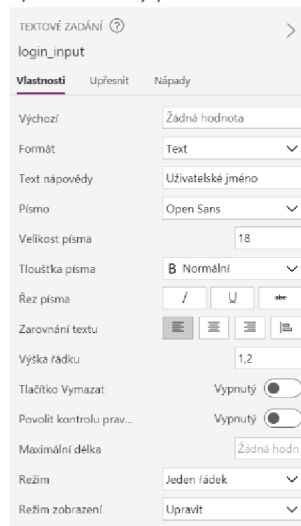 TEXTOVÉ ZADÁNÍ ?
login_input
Vlastnosti Upřesnit Nápady
Výchozí Žádná hodnota
Formát Text
Text nápovědy Uživatelské jméno
Písmo Open Sans
Velikost písma 18
Tloušťka písma B Normální
Řez písma / U abc
Zarovnání textu
Výška řádku 1,2
Tlačítko Vymazat Vypnutý
Povolit kontrolu prav... Vypnutý
Maximální délka Žádná hodn
Režim Jeden řádek
Režim zobrazení Upravit